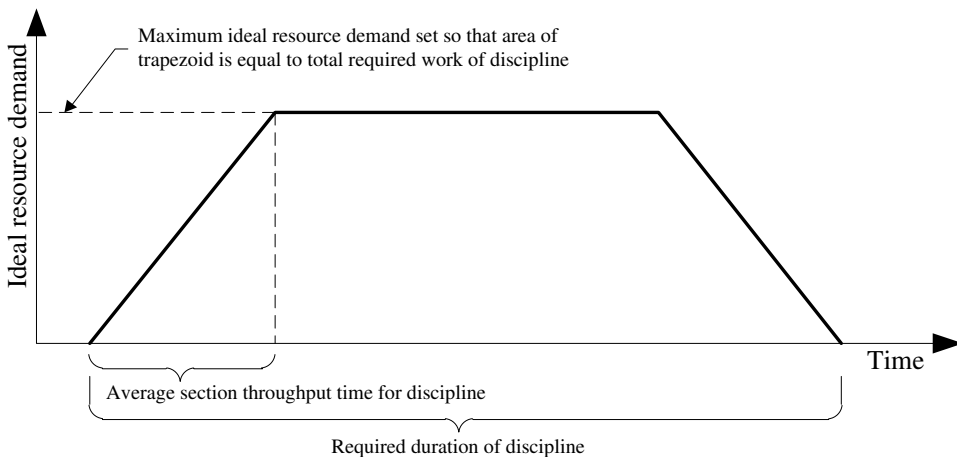 Maximum ideal resource demand set so that area of
trapezoid is equal to total required work of discipline
Ideal resource demand
Time
Average section throughput time for discipline
Required duration of discipline